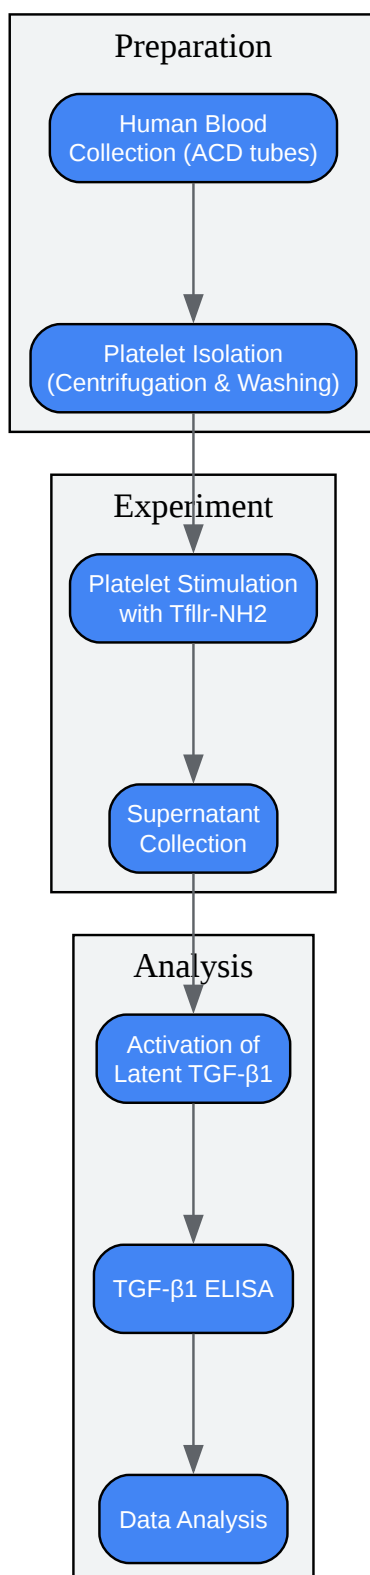 Preparation
Human Blood
Collection (ACD tubes)
Platelet Isolation
(Centrifugation & Washing)
Experiment
Platelet Stimulation
with Tfllr-NH2
Supernatant
Collection
Analysis
Activation of
Latent TGF-β1
TGF-β1 ELISA
Data Analysis